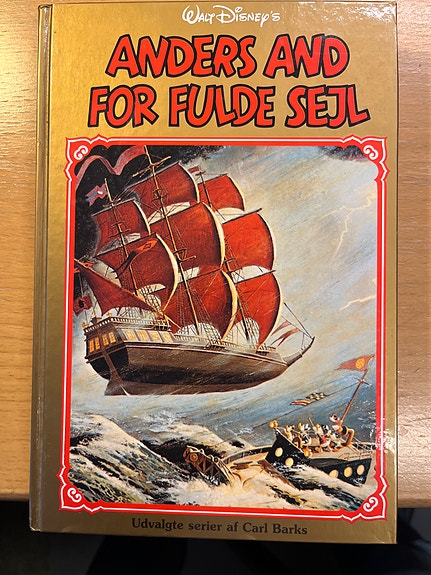 WALT DISNEY'S
ANDERS AND
FOR FULDE SEJL
Udvalgte serier af Carl Barks